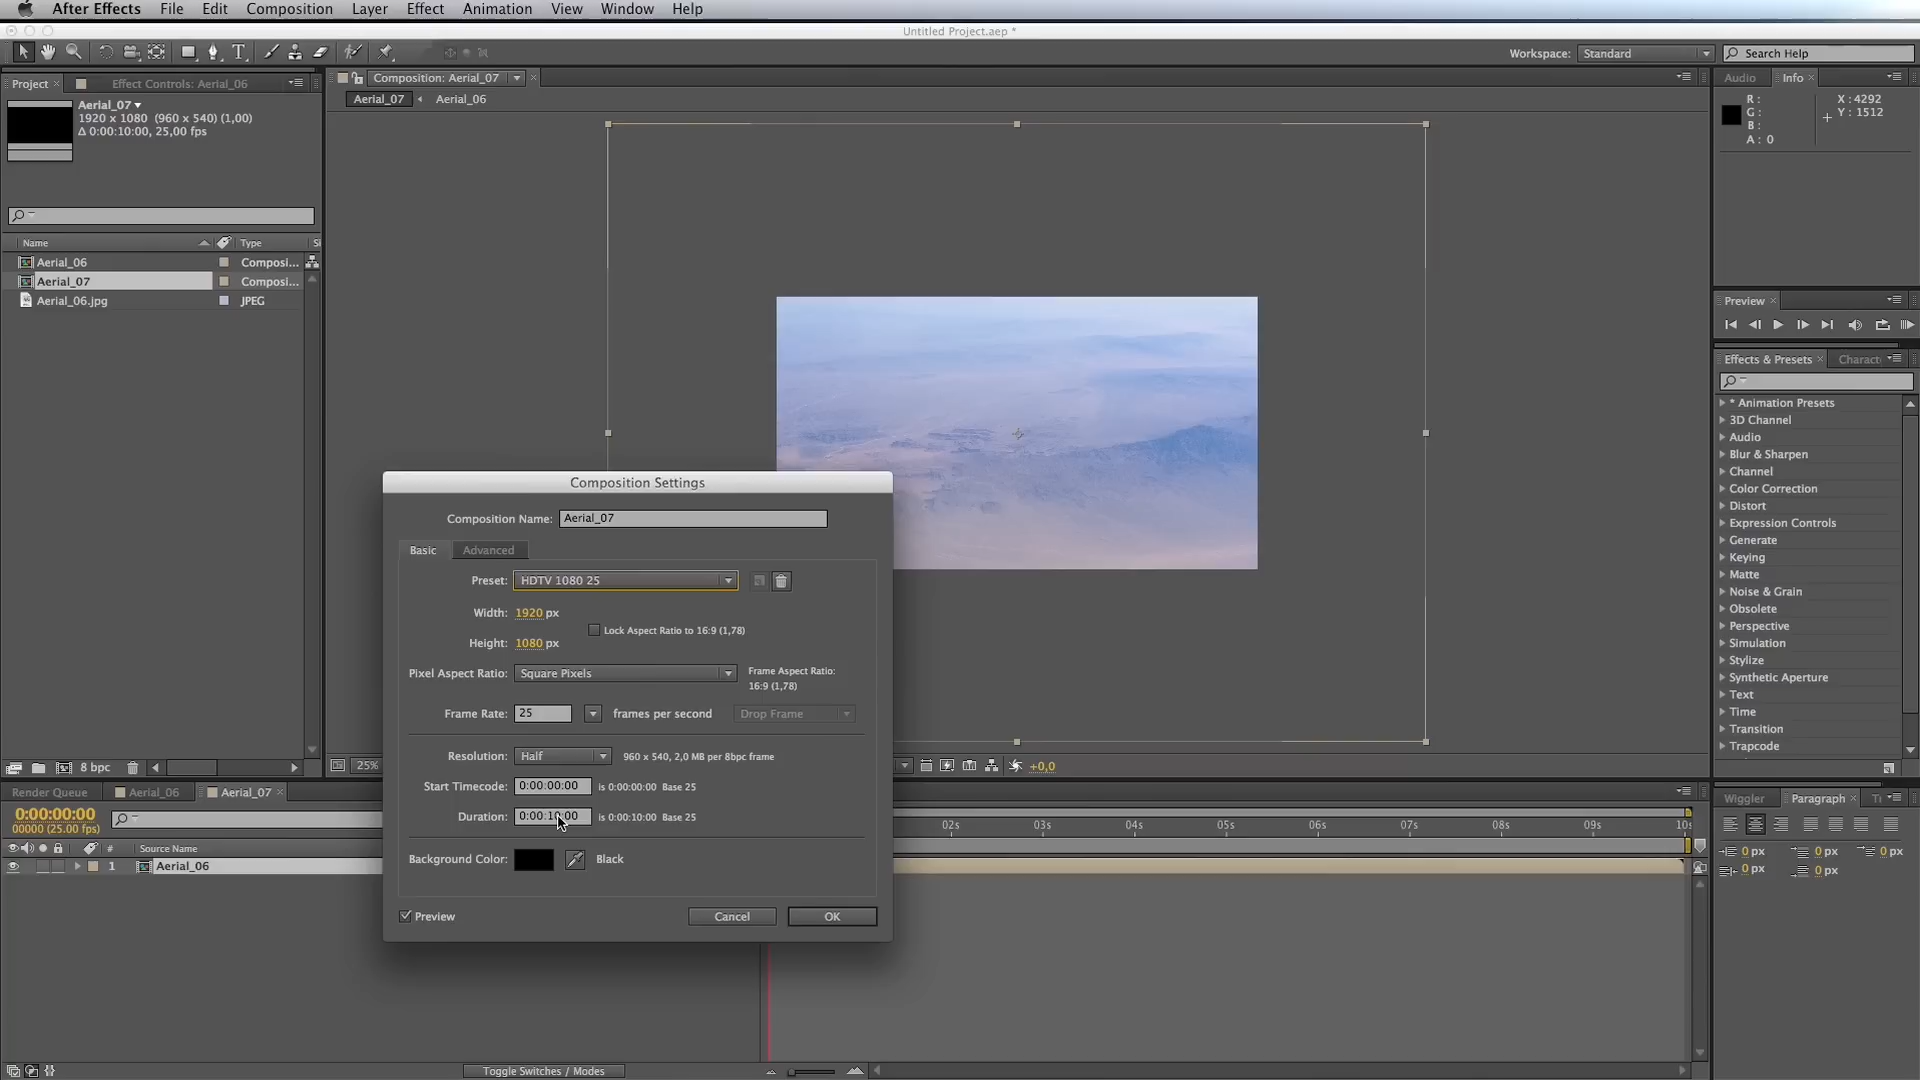 After Effects File Edit Composition Layer Effect Animation View Window Help
Untitled Project.aep *
Workspace: Standard Search Help
Project Effect Controls: Aerial_06
Aerial_07
1920 x 1080 (960 x 540) (1,00)
Δ 0:00:10:00, 25,00 fps
Name Type
Aerial_06 Composi...
Aerial_07 Composi...
Aerial_06.jpg JPEG
8 bpc
Composition: Aerial_07
Aerial_07 Aerial_06
Audio Info
R: X: 4292
G: Y: 1512
B:
A: 0
Preview
Effects & Presets Charact
* Animation Presets
3D Channel
Audio
Blur & Sharpen
Channel
Color Correction
Distort
Expression Controls
Generate
Keying
Matte
Noise & Grain
Obsolete
Perspective
Simulation
Stylize
Synthetic Aperture
Text
Time
Transition
Trapcode
Composition Settings
Composition Name: Aerial_07
Basic Advanced
Preset: HDTV 1080 25
Width: 1920 px
Lock Aspect Ratio to 16:9 (1,78)
Height: 1080 px
Pixel Aspect Ratio: Square Pixels
Frame Aspect Ratio:
16:9 (1,78)
Frame Rate: 25 frames per second Drop Frame
Resolution: Half 960 x 540, 2,0 MB per 8bpc frame
Start Timecode: 0:00:00:00 is 0:00:00:00 Base 25
Duration: 0:00:10:00 is 0:00:10:00 Base 25
Background Color: Black
Preview Cancel OK
25%
+0,0
Render Queue Aerial_06 Aerial_07
0:00:00:00
00000 (25.00 fps)
# Source Name
1 Aerial_06
02s 03s 04s 05s 06s 07s 08s 09s 10s
Toggle Switches / Modes
Wiggler Paragraph
0 px 0 px 0 px
0 px 0 px